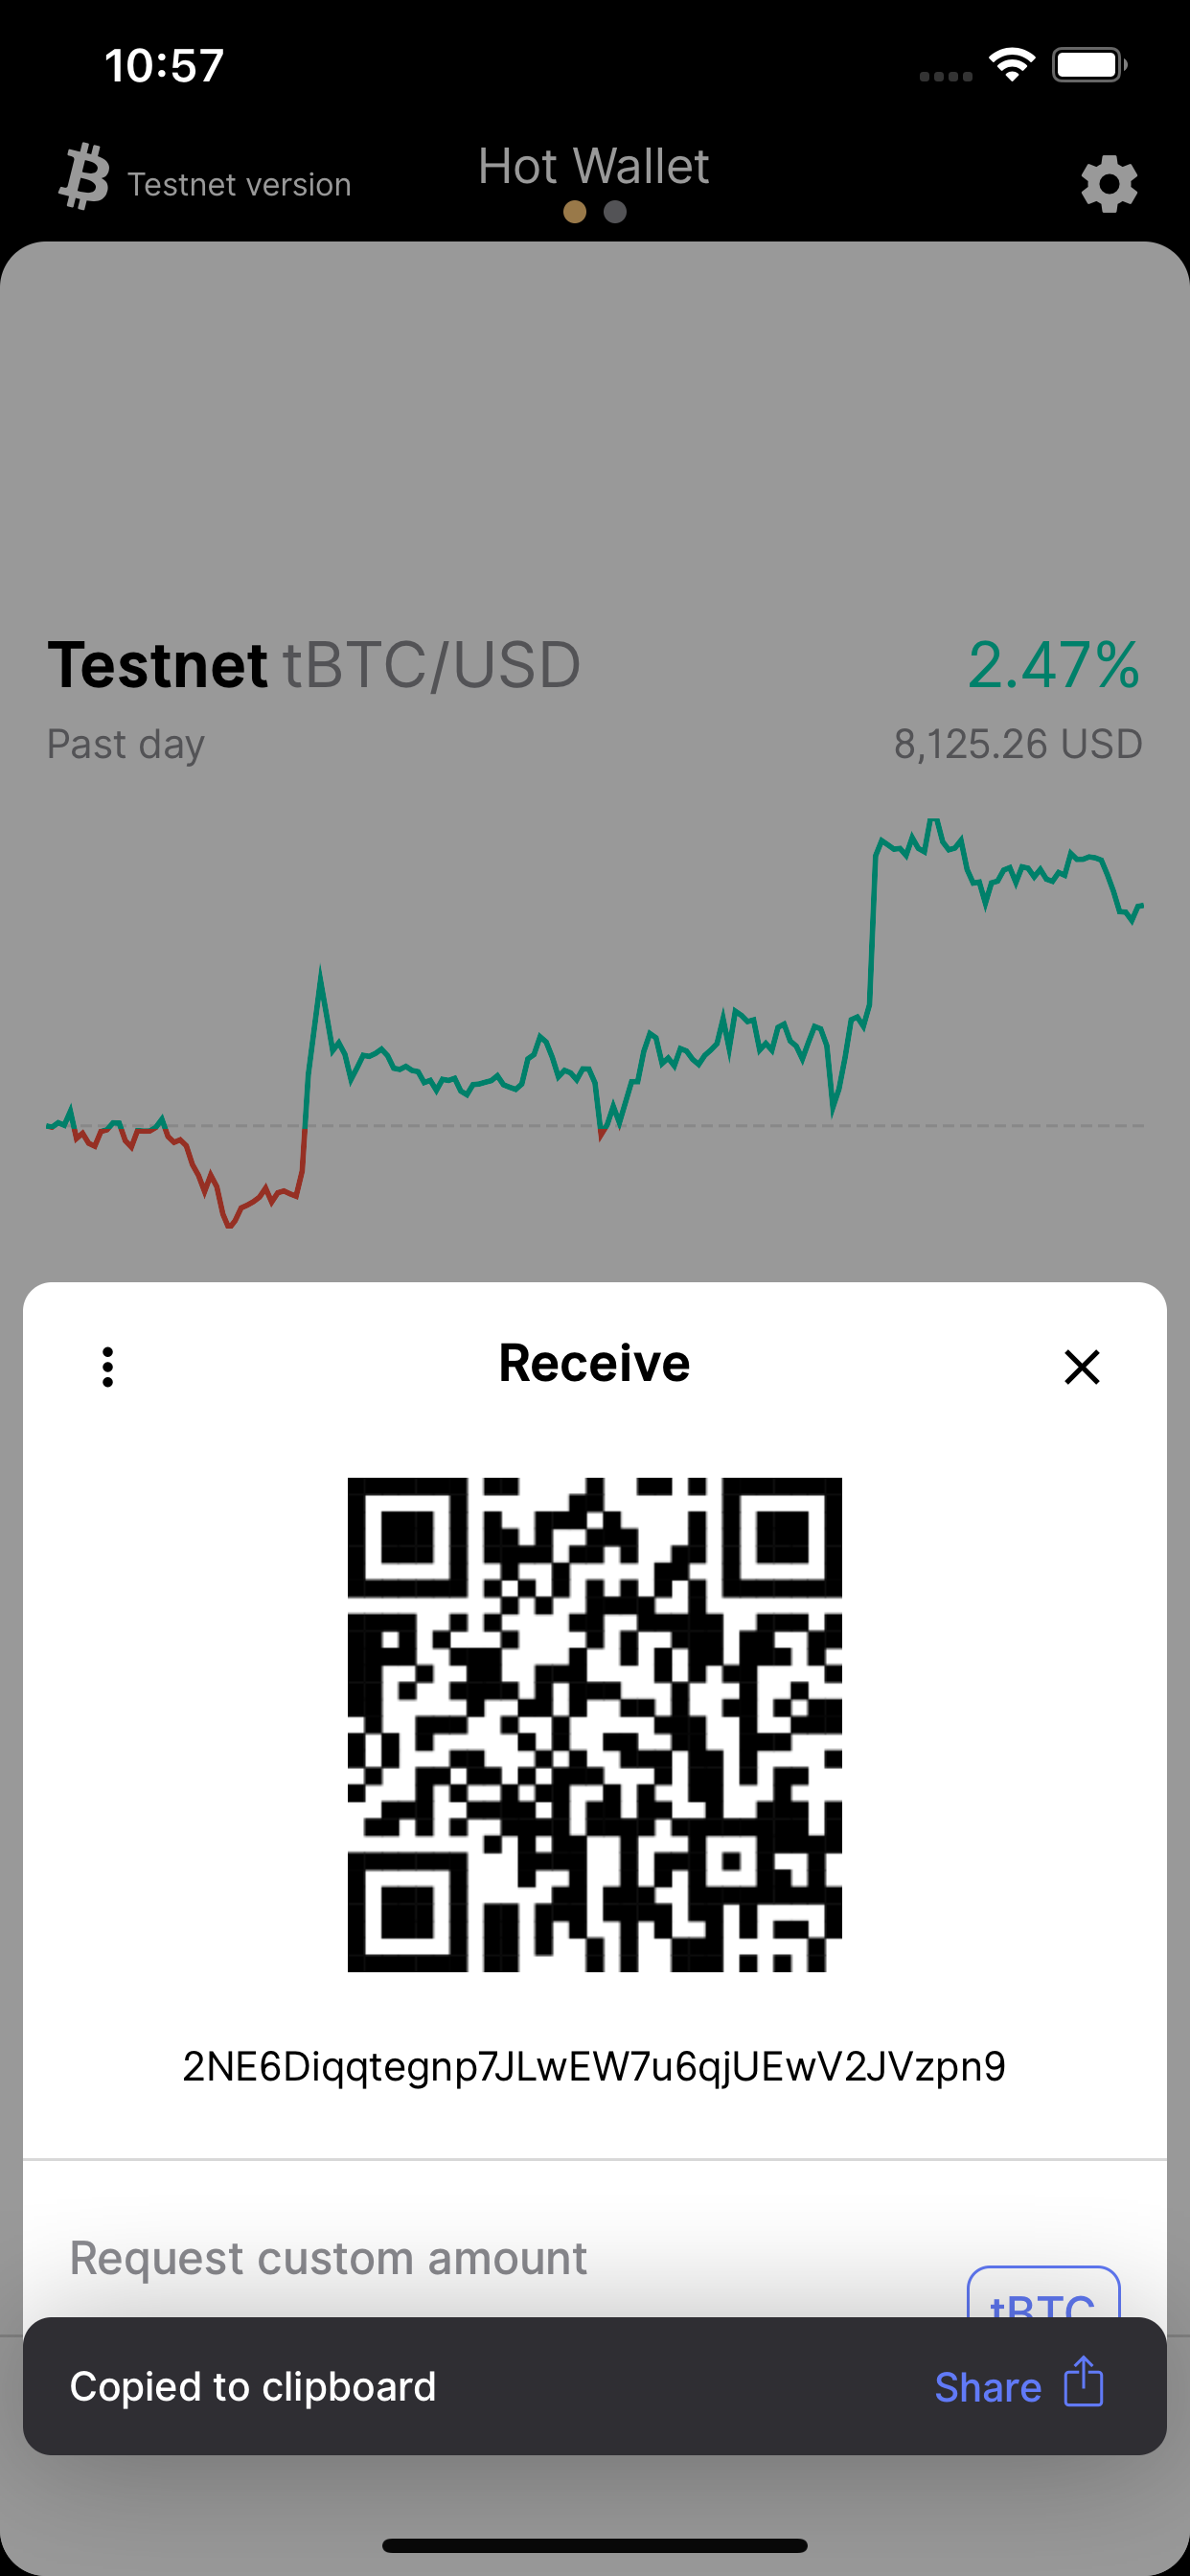 10:57
Testnet version
Hot Wallet
Testnet tBTC/USD
2.47%
Past day
8,125.26 USD
Receive
2NE6Diqqtegnp7JLwEW7u6qjUEwV2JVzpn9
Request custom amount
tBTC
Copied to clipboard
Share